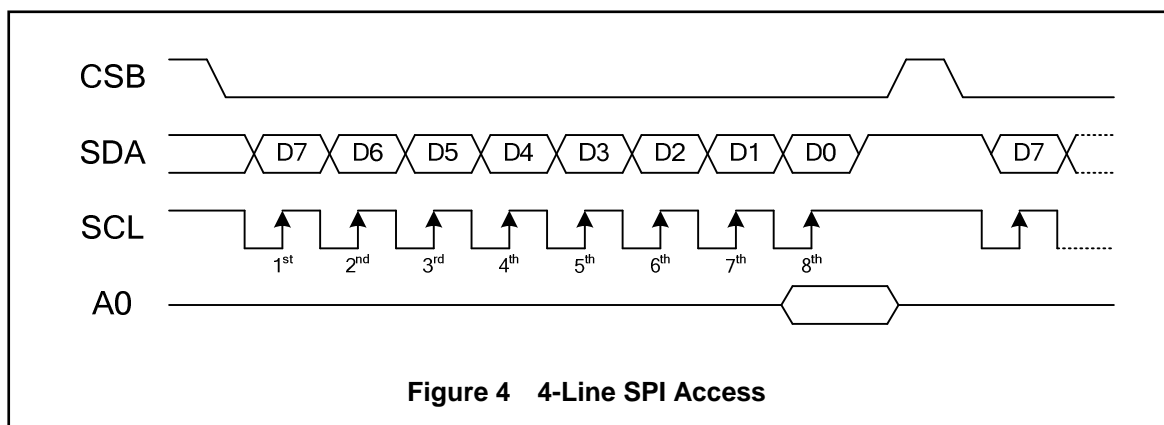 CSB
SDA D7 D6 D5 D4 D3 D2 D1 D0 D7
SCL
1st 2nd 3rd 4th 5th 6th 7th 8th
A0
Figure 4 4-Line SPI Access